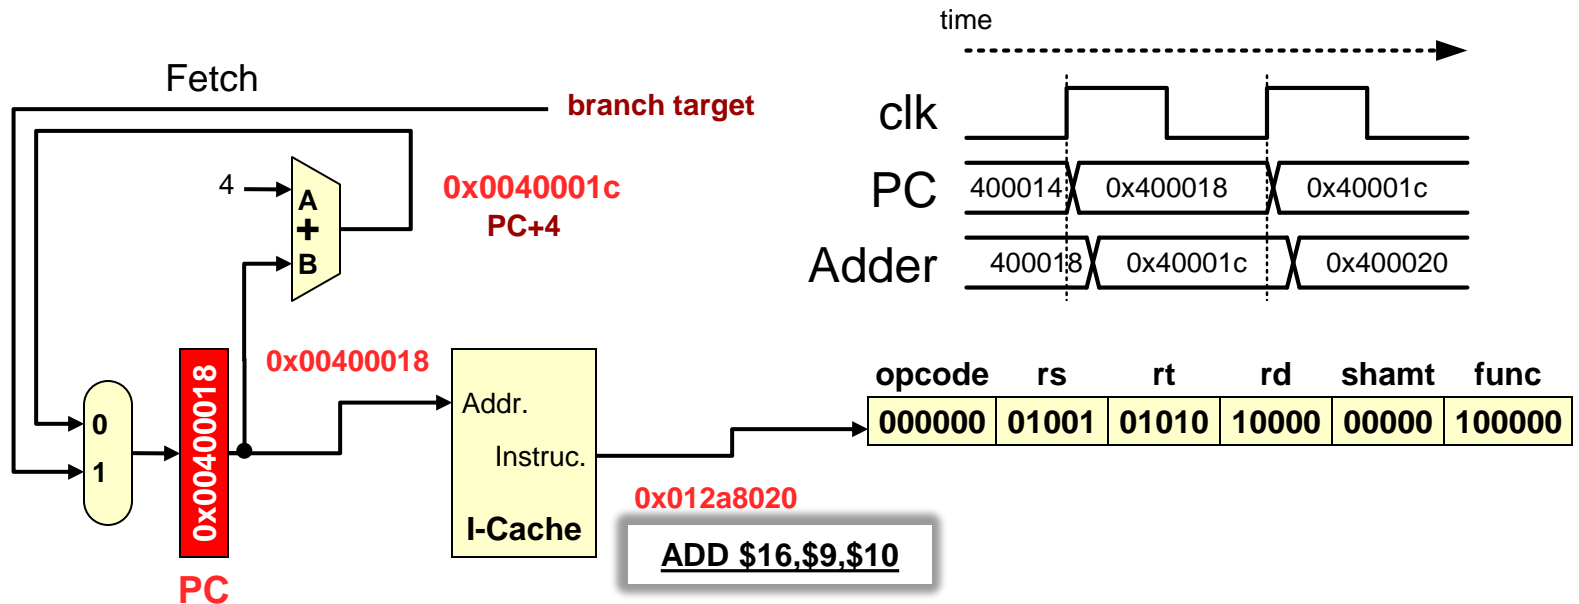 time
Fetch
branch target
clk
4
A
+
B
0x0040001c
PC+4
PC
400014
0x400018
0x40001c
Adder
400018
0x40001c
0x400020
0
1
0x00400018
PC
0x00400018
Addr.
Instruc.
I-Cache
0x012a8020
ADD $16,$9,$10
opcode rs rt rd shamt func
000000 01001 01010 10000 00000 100000